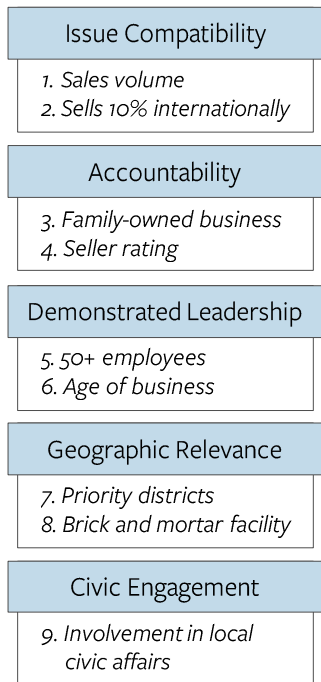 Issue Compatibility
1. Sales volume
2. Sells 10% internationally
Accountability
3. Family-owned business
4. Seller rating
Demonstrated Leadership
5. 50+ employees
6. Age of business
Geographic Relevance
7. Priority districts
8. Brick and mortar facility
Civic Engagement
9. Involvement in local
civic affairs